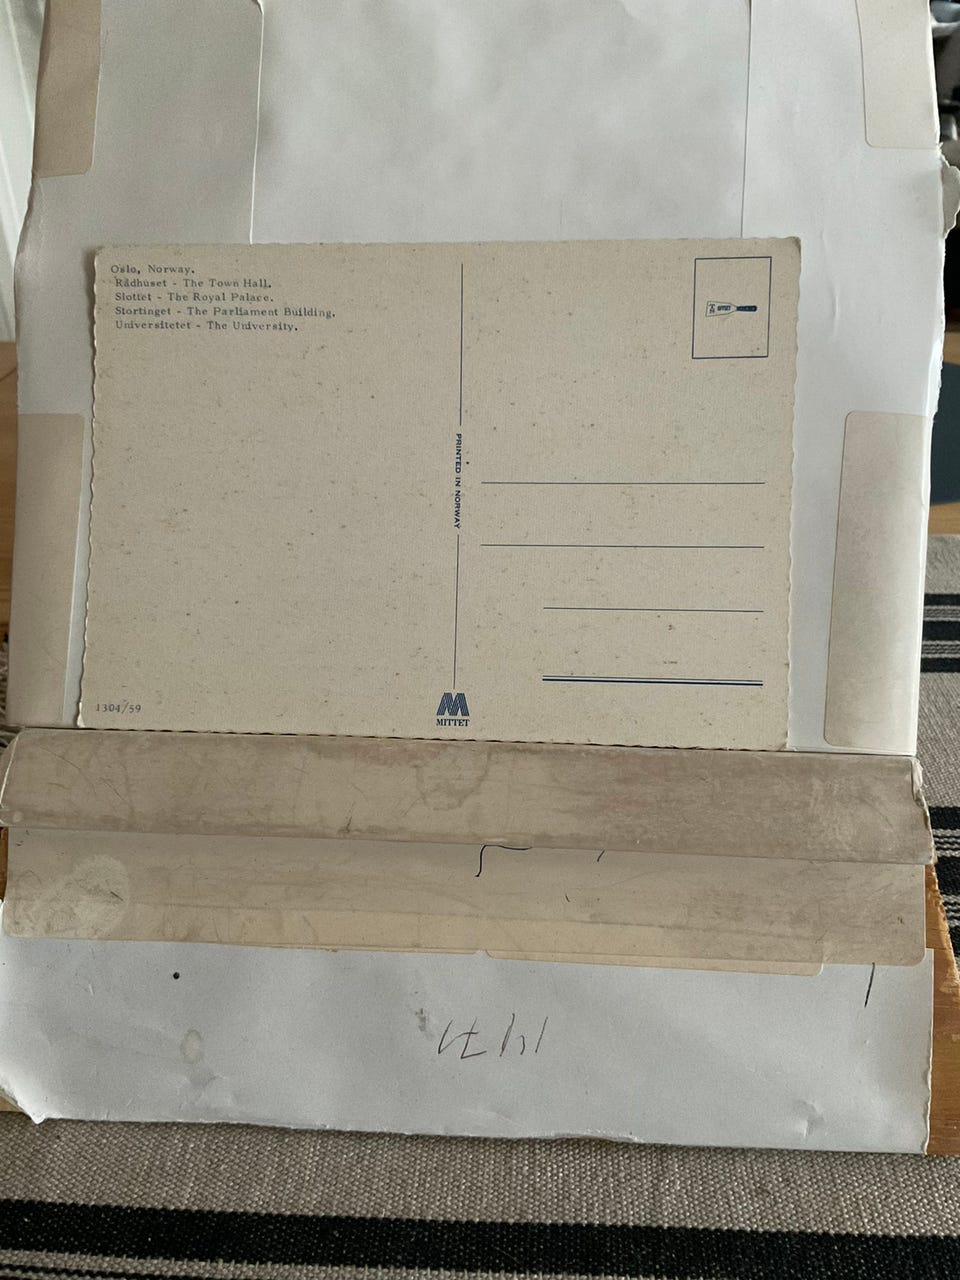 Oslo, Norway.
Rådhuset - The Town Hall.
Slottet - The Royal Palace.
Stortinget - The Parliament Building.
Universitetet - The University.
OFFSET
PRINTED IN NORWAY
1304/59
MITTET